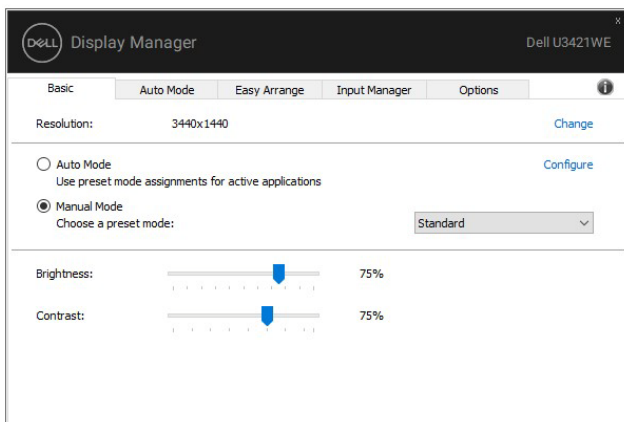 DELL Display Manager Dell U3421WE
x
Basic Auto Mode Easy Arrange Input Manager Options i
Resolution: 3440x1440 Change
Auto Mode Configure
Use preset mode assignments for active applications
Manual Mode
Choose a preset mode: Standard
Brightness: 75%
Contrast: 75%